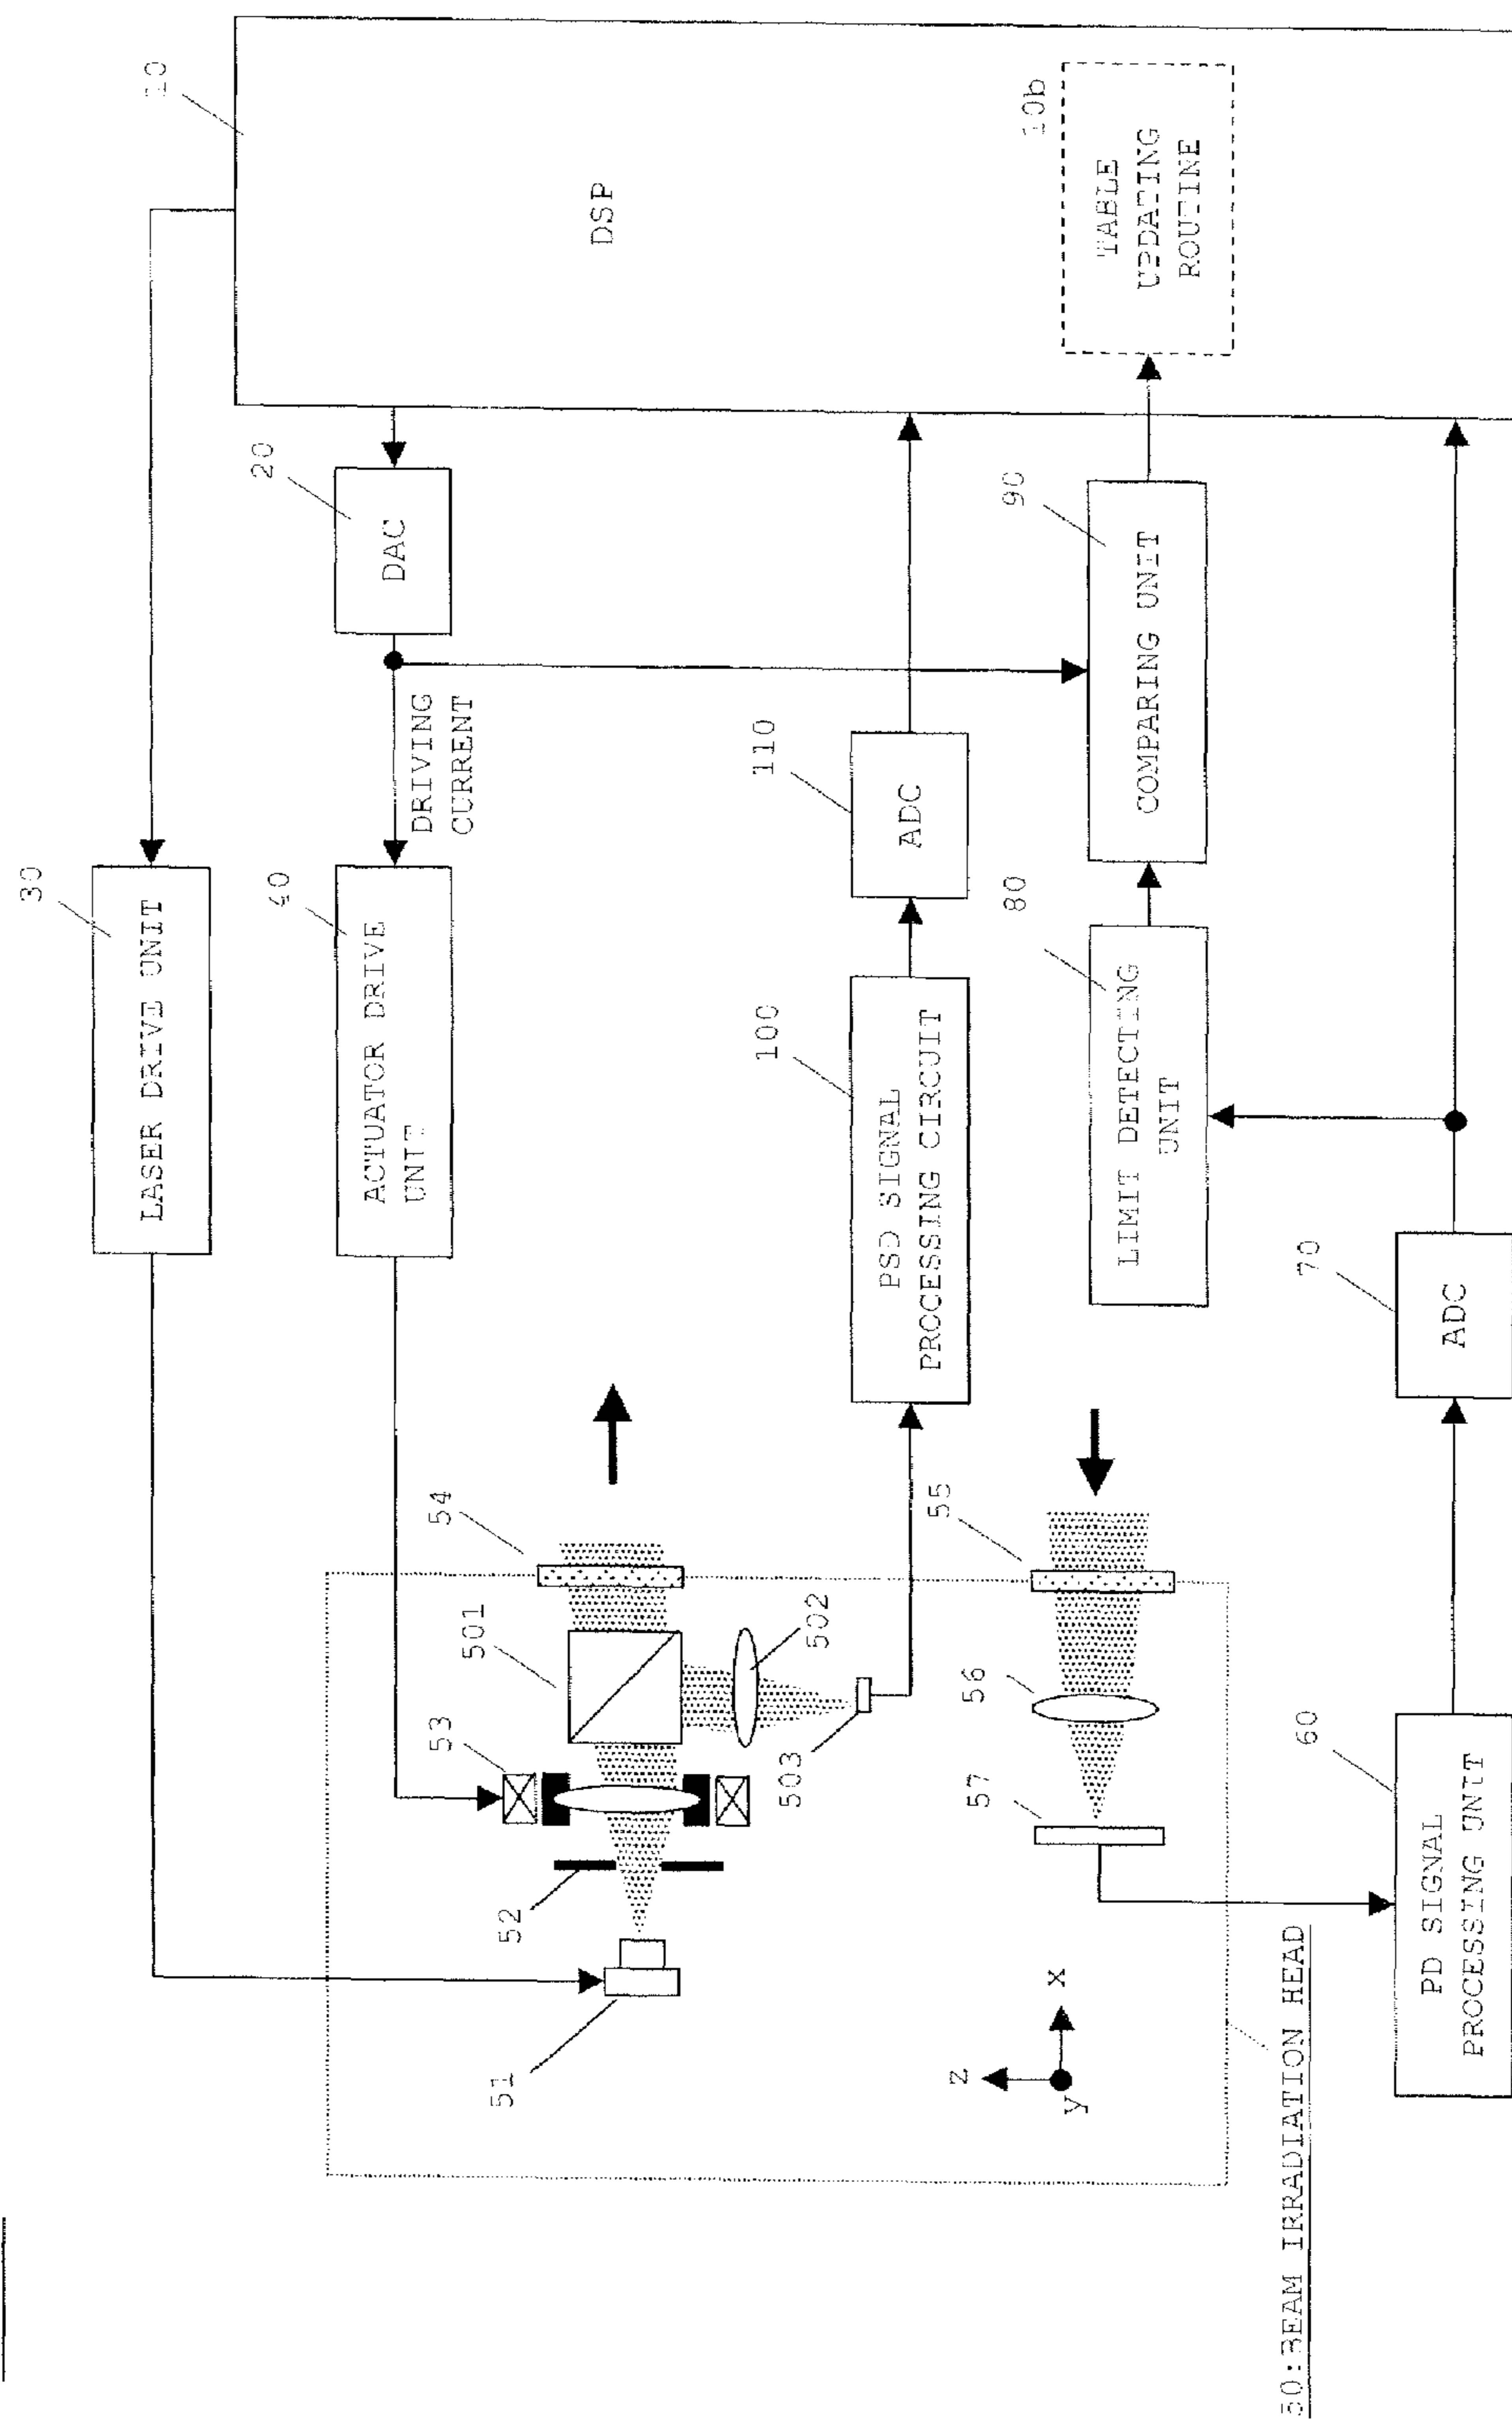 10
DSP
10b
TABLE
UPDATING
ROUTINE
20
DAC
DRIVING
CURRENT
30
LASER DRIVE UNIT
40
ACTUATOR DRIVE
UNIT
110
ADC
100
PSD SIGNAL
PROCESSING CIRCUIT
90
COMPARING UNIT
80
LIMIT DETECTING
UNIT
70
ADC
60
PD SIGNAL
PROCESSING UNIT
54
501
502
503
53
52
51
55
56
57
z
x
y
50:BEAM IRRADIATION HEAD